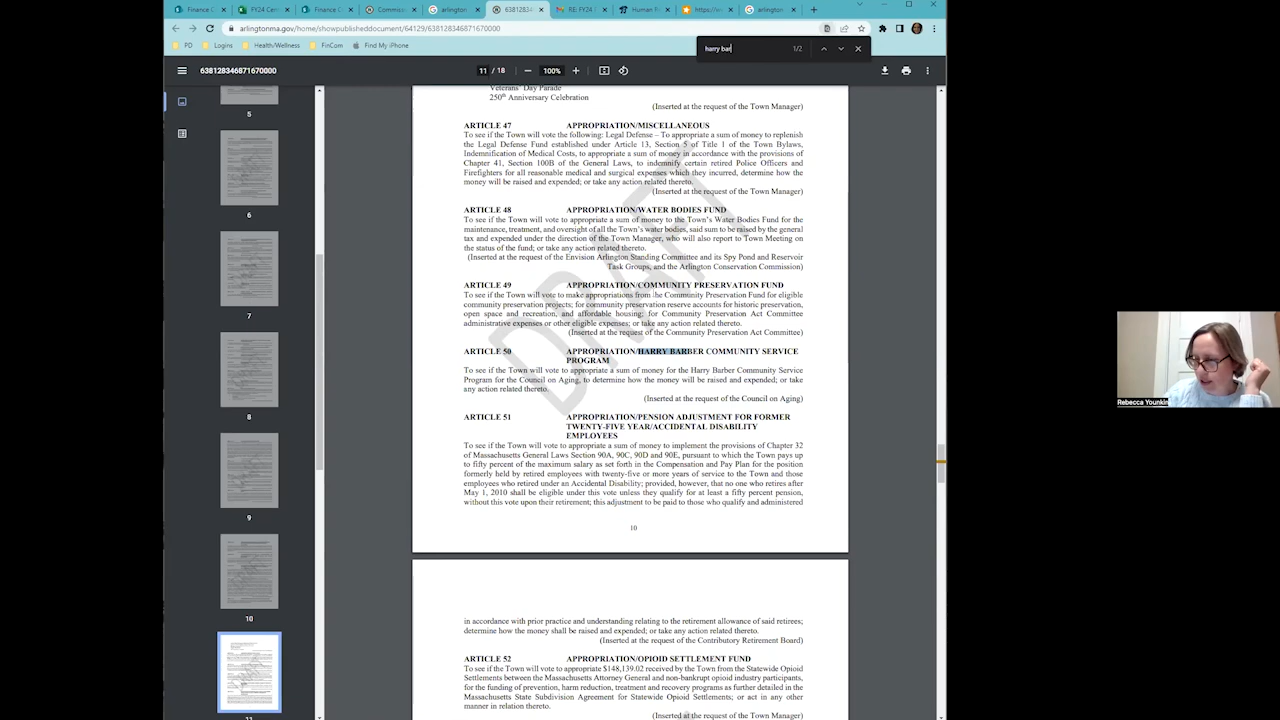 Finance C
FY24 Cen
Finance C
Commissi
arlington
6381283
RE: FY24
Human R
https://w
arlington
arlingtonma.gov/home/showpublisheddocument/64129/638128346871670000
PD Logins Health/Wellness FinCom Find My iPhone
harry bar 1/2
638128346871670000 11 / 18 100%
5
6
7
8
9
10
11
Veterans' Day Parade
250th Anniversary Celebration
(Inserted at the request of the Town Manager)
ARTICLE 47 APPROPRIATION/MISCELLANEOUS
To see if the Town will vote the following: Legal Defense – To appropriate a sum of money to replenish
the Legal Defense Fund established under Article 13, Section 5 of Title 1 of the Town Bylaws,
Indemnification of Medical Costs, to appropriate a sum of money in accordance with the provisions of
Chapter 41, Section 100B of the General Laws, to indemnify certain retired Police Officers and
Firefighters for all reasonable medical and surgical expenses which they incurred, determine how the
money will be raised and expended; or take any action related thereto.
(Inserted at the request of the Town Manager)
ARTICLE 48 APPROPRIATION/WATER BODIES FUND
To see if the Town will vote to appropriate a sum of money to the Town's Water Bodies Fund for the
maintenance, treatment, and oversight of all the Town's water bodies, said sum to be raised by the general
tax and expended under the direction of the Town Manager, who will also report to Town Meeting on
the status of the fund; or take any action related thereto.
(Inserted at the request of the Envision Arlington Standing Committee and its Spy Pond and Reservoir
Task Groups, and the Arlington Conservation Commission)
ARTICLE 49 APPROPRIATION/COMMUNITY PRESERVATION FUND
To see if the Town will vote to make appropriations from the Community Preservation Fund for eligible
community preservation projects; for community preservation reserve accounts for historic preservation,
open space and recreation, and affordable housing; for Community Preservation Act Committee
administrative expenses or other eligible expenses; or take any action related thereto.
(Inserted at the request of the Community Preservation Act Committee)
ARTICLE 50 APPROPRIATION/HARRY BARBER COMMUNITY SERVICE
PROGRAM
To see if the Town will vote to appropriate a sum of money for the Harry Barber Community Service
Program for the Council on Aging, to determine how the money will be raised and expended; or take
any action related thereto.
(Inserted at the request of the Council on Aging)
ARTICLE 51 APPROPRIATION/PENSION ADJUSTMENT FOR FORMER
TWENTY-FIVE YEAR/ACCIDENTAL DISABILITY
EMPLOYEES
To see if the Town will vote to appropriate a sum of money to implement the provisions of Chapter 32
of Massachusetts General Laws Section 90A, 90C, 90D and 90E, pursuant to which the Town pays up
to fifty percent of the maximum salary as set forth in the Compensation and Pay Plan for the position
formerly held by retired employees with twenty-five or more years of service to the Town and those
employees who retired under an Accidental Disability; provided, however, that no one who retires after
May 1, 2010 shall be eligible under this vote unless they qualify for at least a fifty percent pension,
without this vote upon their retirement; this adjustment to be paid to those who qualify and administered
10
in accordance with prior practice and understanding relating to the retirement allowance of said retirees;
determine how the money shall be raised and expended; or take any action related thereto.
(Inserted at the request of the Contributory Retirement Board)
ARTICLE 52 APPROPRIATION/OPIOID SETTLEMENT FUND
To see if the Town will vote to appropriate $148,139.02 received by the Town from the Statewide Opioid
Settlements between the Massachusetts Attorney General and non-bankrupt opioid industry participants,
for the funding of prevention, harm reduction, treatment and recovery programs as further detailed in the
Massachusetts State Subdivision Agreement for Statewide Opioid Settlements; or act in any other
manner in relation thereto.
(Inserted at the request of the Town Manager)
DRAFT
Rebecca Younkin